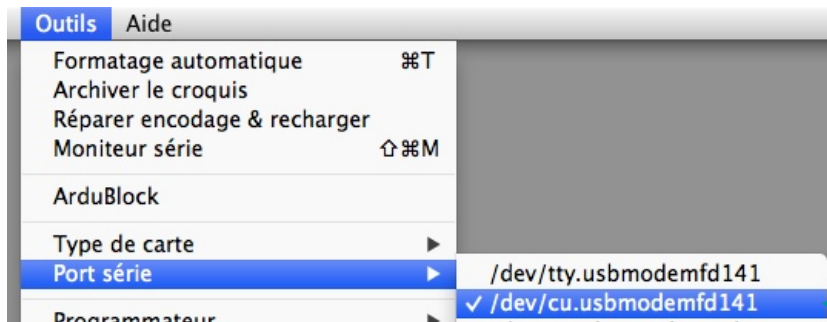 Outils Aide
Formatage automatique ⌘T
Archiver le croquis
Réparer encodage & recharger
Moniteur série ⇧⌘M
ArduBlock
Type de carte ▶
Port série ▶
/dev/tty.usbmodemfd141
✓ /dev/cu.usbmodemfd141
Programmateur ▶